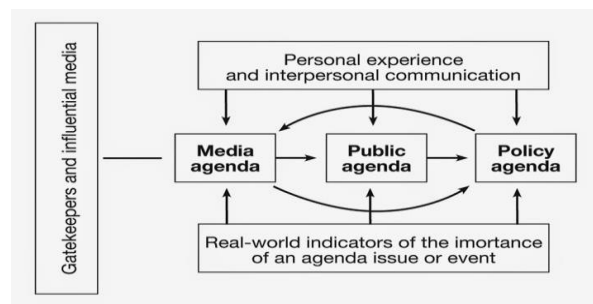 Gatekeepers and influential media
Personal experience
and interpersonal communication
Media
agenda
Public
agenda
Policy
agenda
Real-world indicators of the imortance
of an agenda issue or event